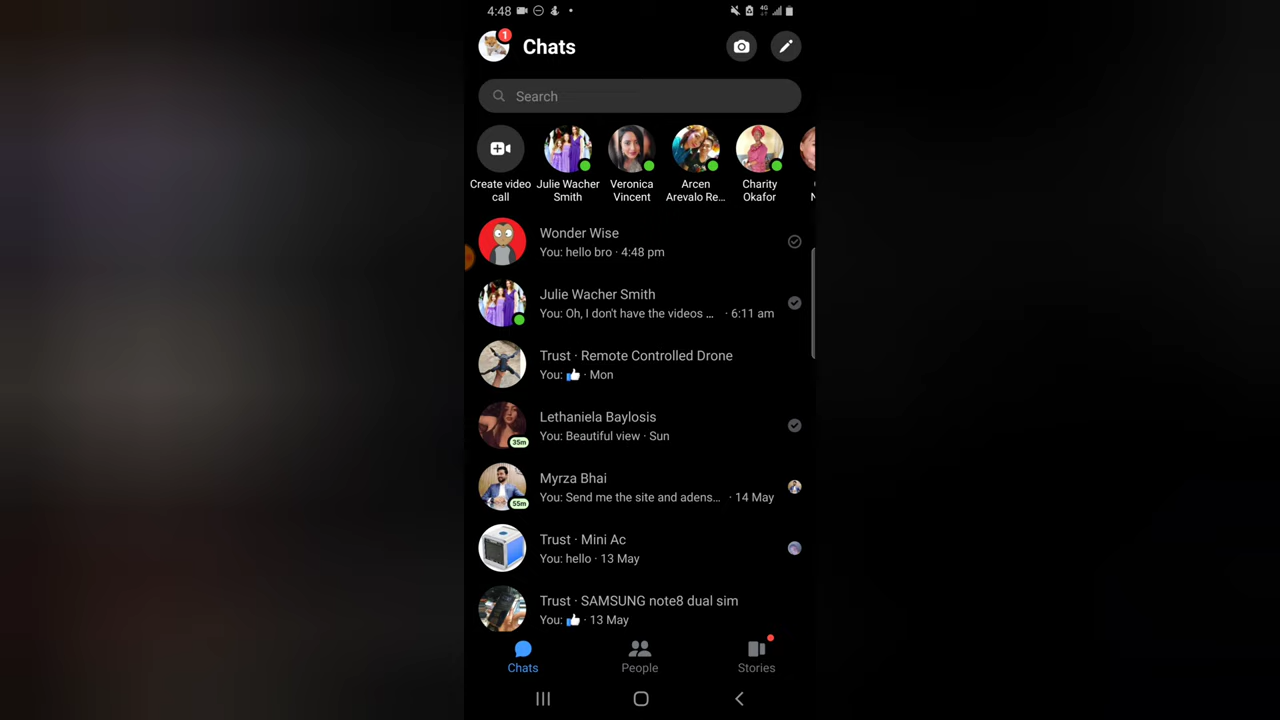 4:48
4G
1
Chats
Search
Create video call
Julie Wacher Smith
Veronica Vincent
Arcen Arevalo Re...
Charity Okafor
Wonder Wise
You: hello bro · 4:48 pm
Julie Wacher Smith
You: Oh, I don't have the videos ... · 6:11 am
Trust · Remote Controlled Drone
You: 👍 · Mon
Lethaniela Baylosis
You: Beautiful view · Sun
35m
Myrza Bhai
You: Send me the site and adens... · 14 May
55m
Trust · Mini Ac
You: hello · 13 May
Trust · SAMSUNG note8 dual sim
You: 👍 · 13 May
Chats
People
Stories